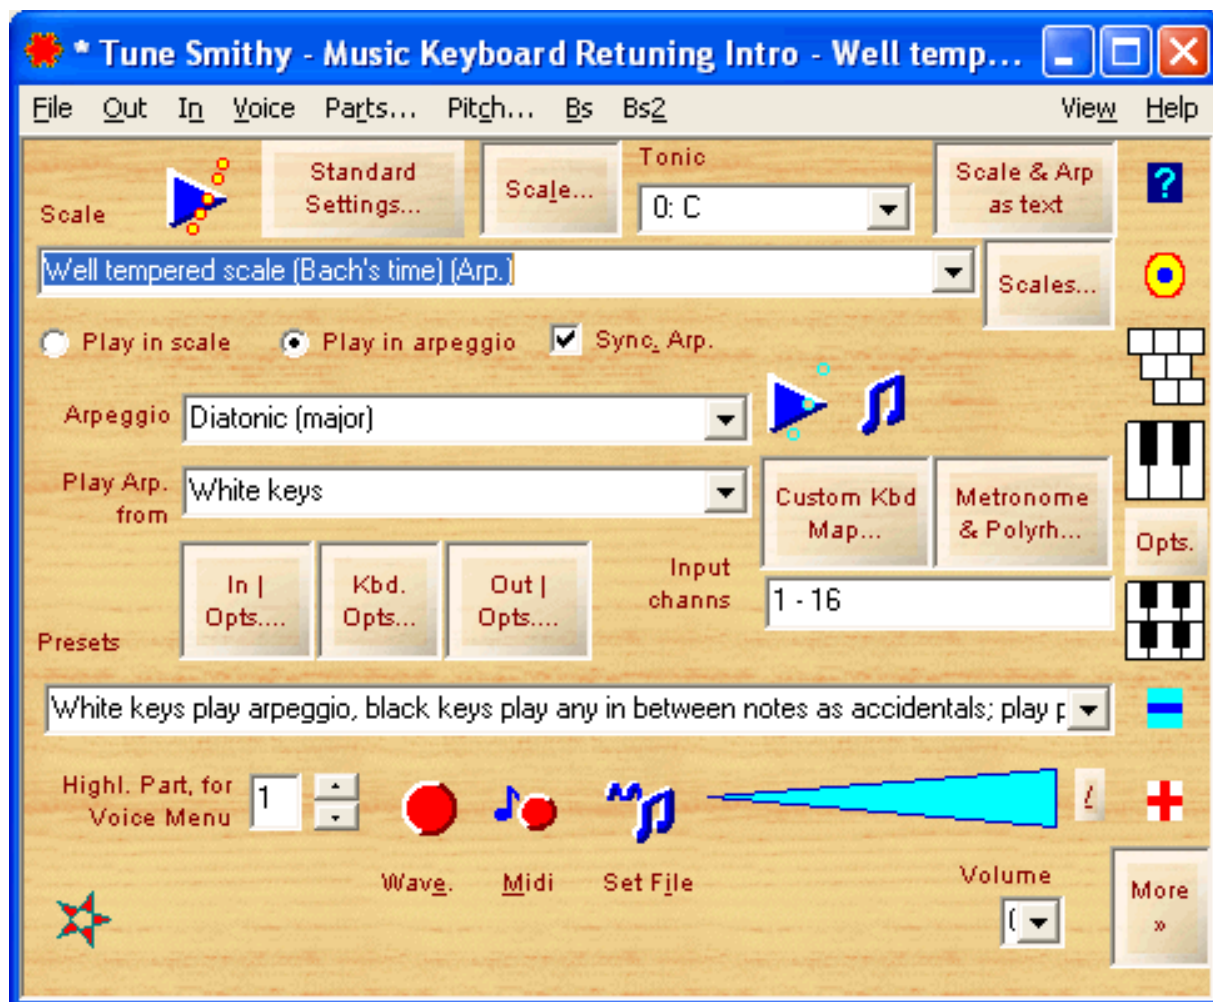 * Tune Smithy - Music Keyboard Retuning Intro - Well temp...
File Out In Voice Parts... Pitch... Bs Bs2 View Help
Scale
Standard
Settings...
Scale...
Tonic
0: C
Scale & Arp
as text
?
Well tempered scale (Bach's time) (Arp.)
Scales...
Play in scale
Play in arpeggio
Sync. Arp.
Arpeggio
Diatonic (major)
Play Arp.
from
White keys
Custom Kbd
Map...
Metronome
& Polyrh...
Opts.
In |
Opts....
Kbd.
Opts...
Out |
Opts....
Input
channs
1 - 16
Presets
White keys play arpeggio, black keys play any in between notes as accidentals; play
Highl. Part, for
Voice Menu
1
Wave.
Midi
Set File
Volume
More
»